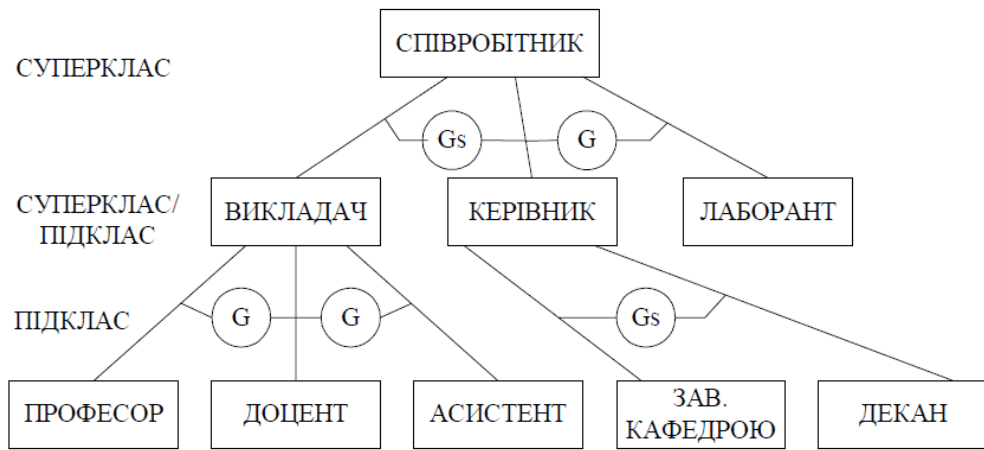 СПІВРОБІТНИК
СУПЕРКЛАС
Gs
G
СУПЕРКЛАС/
ПІДКЛАС
ВИКЛАДАЧ
КЕРІВНИК
ЛАБОРАНТ
ПІДКЛАС
G
G
Gs
ПРОФЕСОР
ДОЦЕНТ
АСИСТЕНТ
ЗАВ.
КАФЕДРОЮ
ДЕКАН